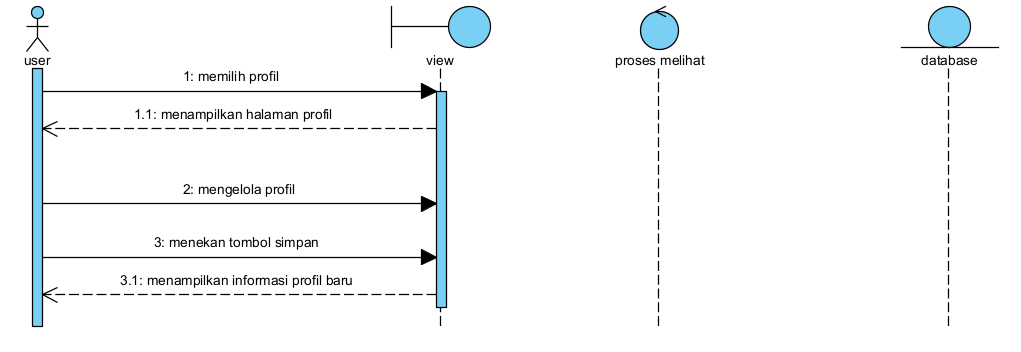 user
view
proses melihat
database
1: memilih profil
1.1: menampilkan halaman profil
2: mengelola profil
3: menekan tombol simpan
3.1: menampilkan informasi profil baru